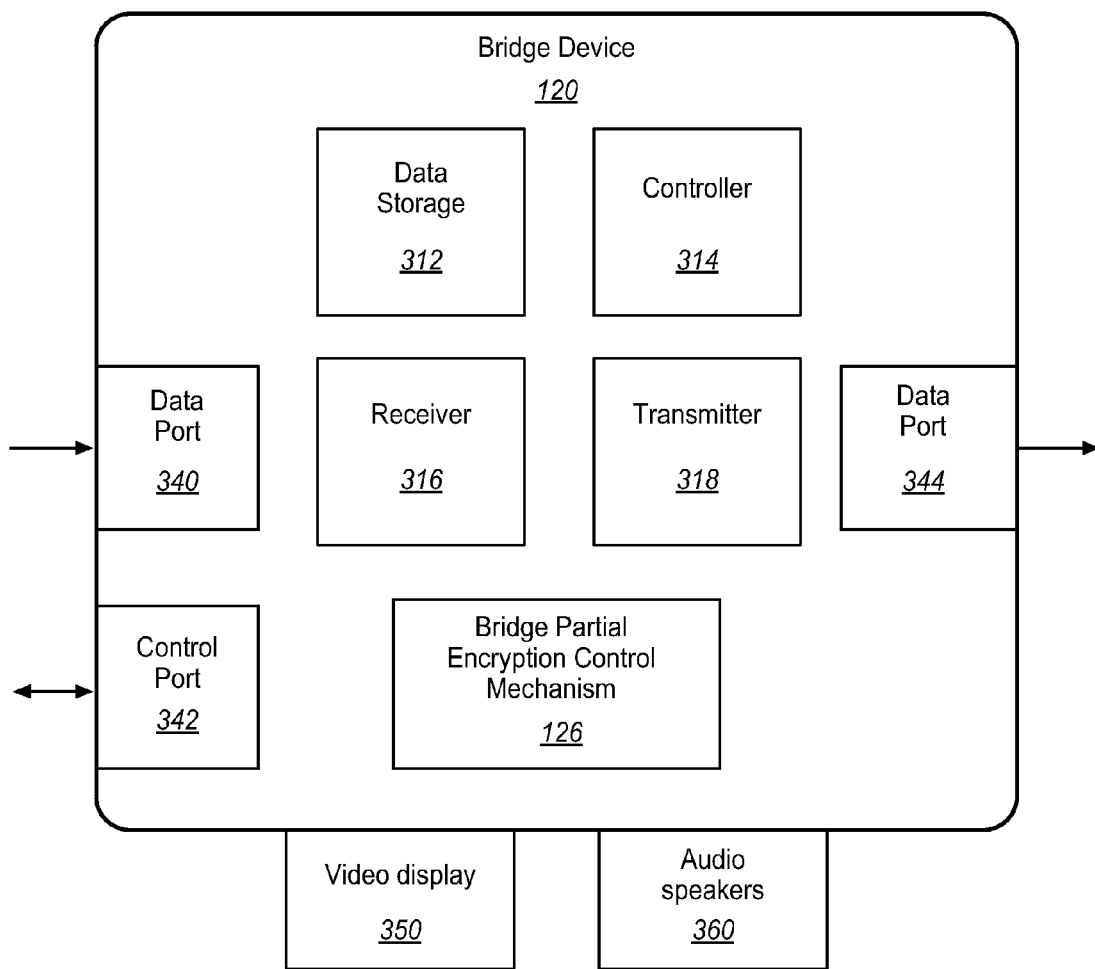 Bridge Device
120
Data
Storage
312
Controller
314
Data
Port
340
Receiver
316
Transmitter
318
Data
Port
344
Control
Port
342
Bridge Partial
Encryption Control
Mechanism
126
Video display
350
Audio
speakers
360